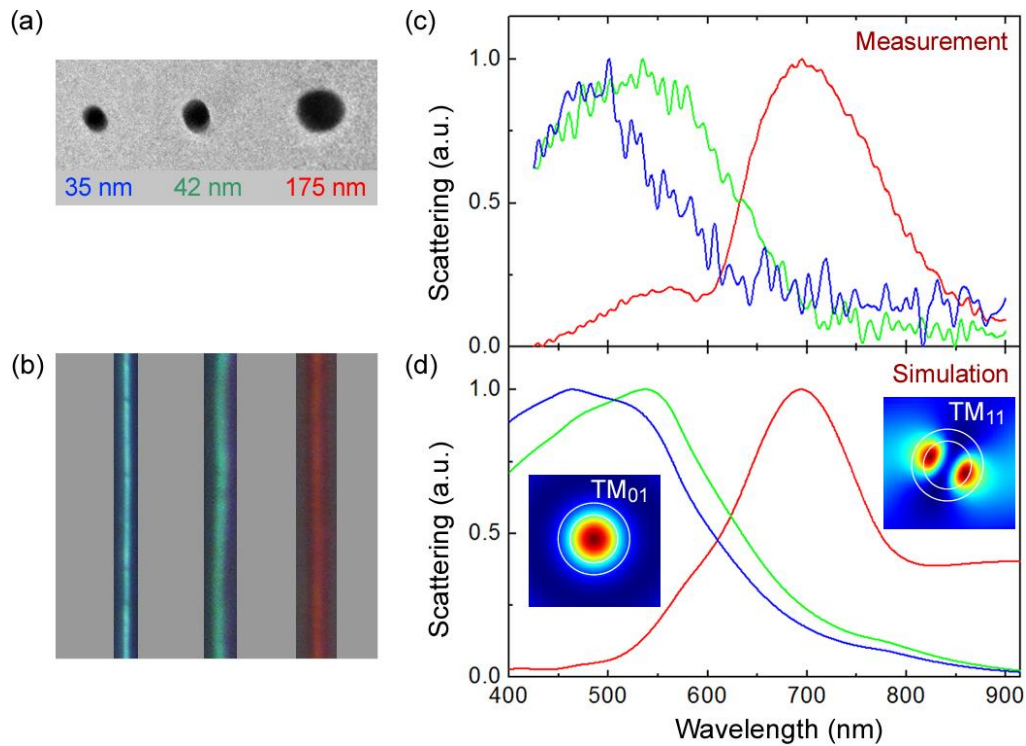 (a)
35 nm 42 nm 175 nm
(b)
(c)
Measurement
1.0
0.5
0.0
Scattering (a.u.)
(d)
Simulation
1.0
0.5
0.0
Scattering (a.u.)
TM01
TM11
400 500 600 700 800 900
Wavelength (nm)